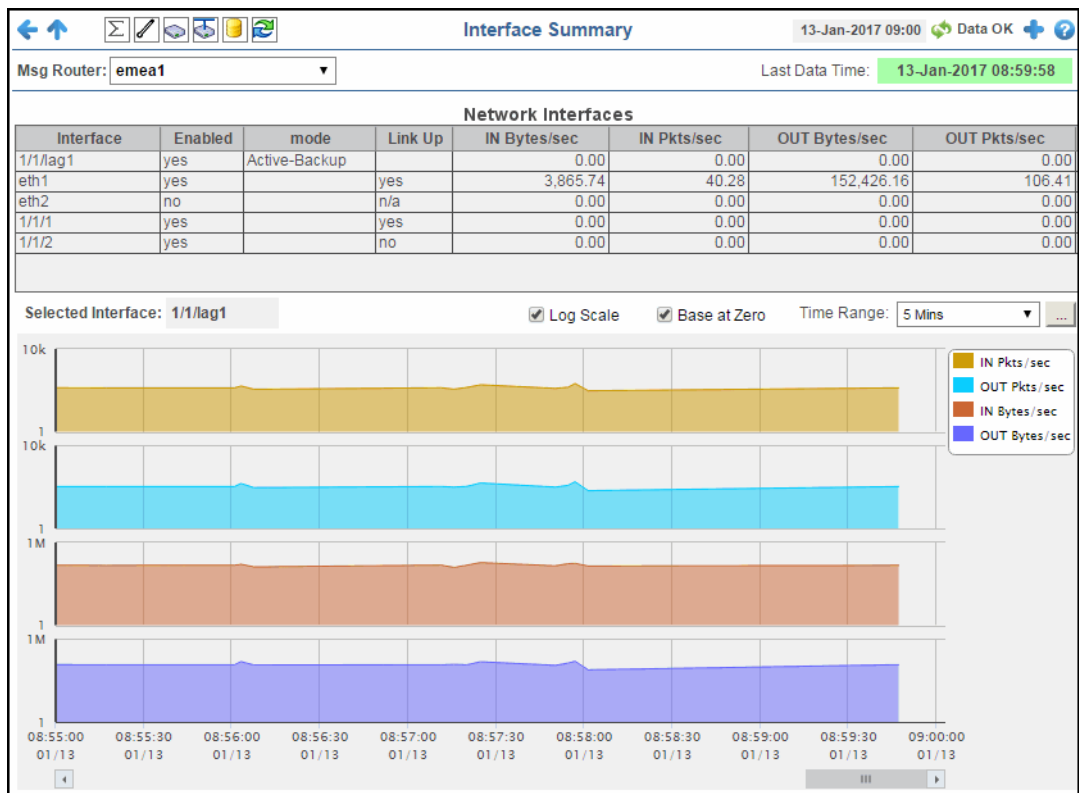 Interface Summary 13-Jan-2017 09:00 Data OK
Msg Router: emea1 Last Data Time: 13-Jan-2017 08:59:58
Network Interfaces
Interface Enabled mode Link Up IN Bytes/sec IN Pkts/sec OUT Bytes/sec OUT Pkts/sec
1/1/lag1 yes Active-Backup 0.00 0.00 0.00 0.00
eth1 yes yes 3,865.74 40.28 152,426.16 106.41
eth2 no n/a 0.00 0.00 0.00 0.00
1/1/1 yes yes 0.00 0.00 0.00 0.00
1/1/2 yes no 0.00 0.00 0.00 0.00
Selected Interface: 1/1/lag1 Log Scale Base at Zero Time Range: 5 Mins ...
10k
1
10k
1
1M
1
1M
1
IN Pkts/sec
OUT Pkts/sec
IN Bytes/sec
OUT Bytes/sec
08:55:00 08:55:30 08:56:00 08:56:30 08:57:00 08:57:30 08:58:00 08:58:30 08:59:00 08:59:30 09:00:00
01/13 01/13 01/13 01/13 01/13 01/13 01/13 01/13 01/13 01/13 01/13